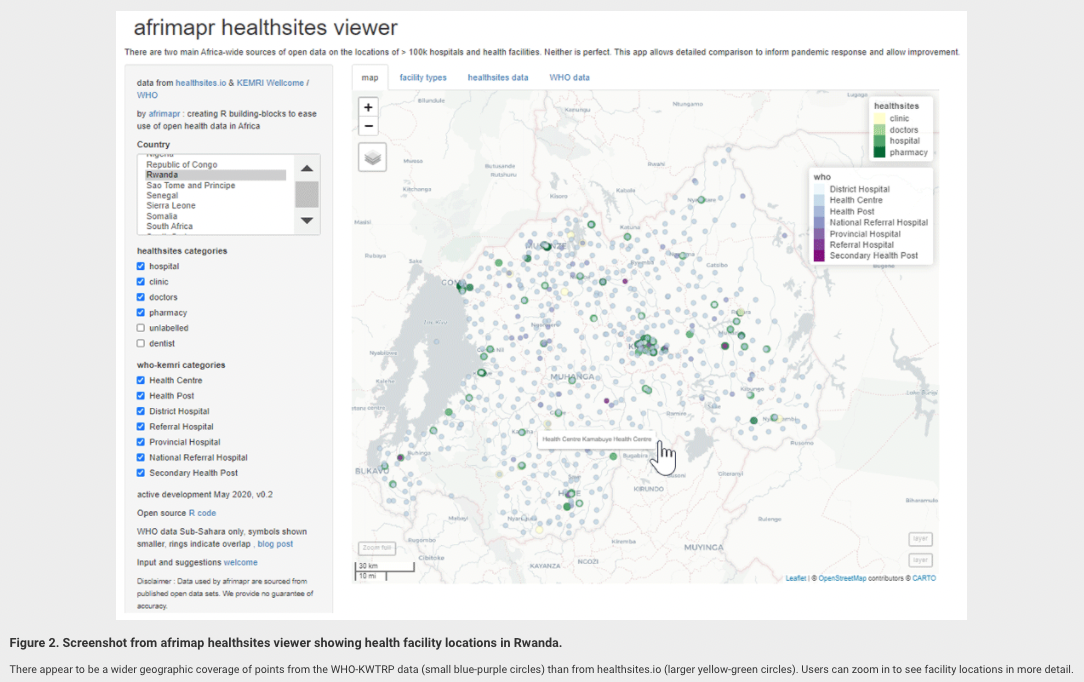 afrimapr healthsites viewer
There are two main Africa-wide sources of open data on the locations of > 100k hospitals and health facilities. Neither is perfect. This app allows detailed comparison to inform pandemic response and allow improvement.
data from healthsites.io & KEMRI Wellcome /
WHO
by afrimapr : creating R building-blocks to ease
use of open health data in Africa
Country
Nigeria
Republic of Congo
Rwanda
Sao Tome and Principe
Senegal
Sierra Leone
Somalia
South Africa
healthsites categories
hospital
clinic
doctors
pharmacy
unlabelled
dentist
who-kemri categories
Health Centre
Health Post
District Hospital
Referral Hospital
Provincial Hospital
National Referral Hospital
Secondary Health Post
active development May 2020, v0.2
Open source R code
WHO data Sub-Sahara only, symbols shown
smaller, rings indicate overlap , blog post
Input and suggestions welcome
Disclaimer : Data used by afrimapr are sourced from
published open data sets. We provide no guarantee of
accuracy.
map facility types healthsites data WHO data
+
−
healthsites
clinic
doctors
hospital
pharmacy
who
District Hospital
Health Centre
Health Post
National Referral Hospital
Provincial Hospital
Referral Hospital
Secondary Health Post
Health Centre Kamabuye Health Centre
MUHANGA
KIRUNDO
MUYINCA
KAYANZA
NCOZI
Zoom full
layer
layer
30 km
10 mi
Leaflet | © OpenStreetMap contributors © CARTO
Figure 2. Screenshot from afrimap healthsites viewer showing health facility locations in Rwanda.
There appear to be a wider geographic coverage of points from the WHO-KWTRP data (small blue-purple circles) than from healthsites.io (larger yellow-green circles). Users can zoom in to see facility locations in more detail.